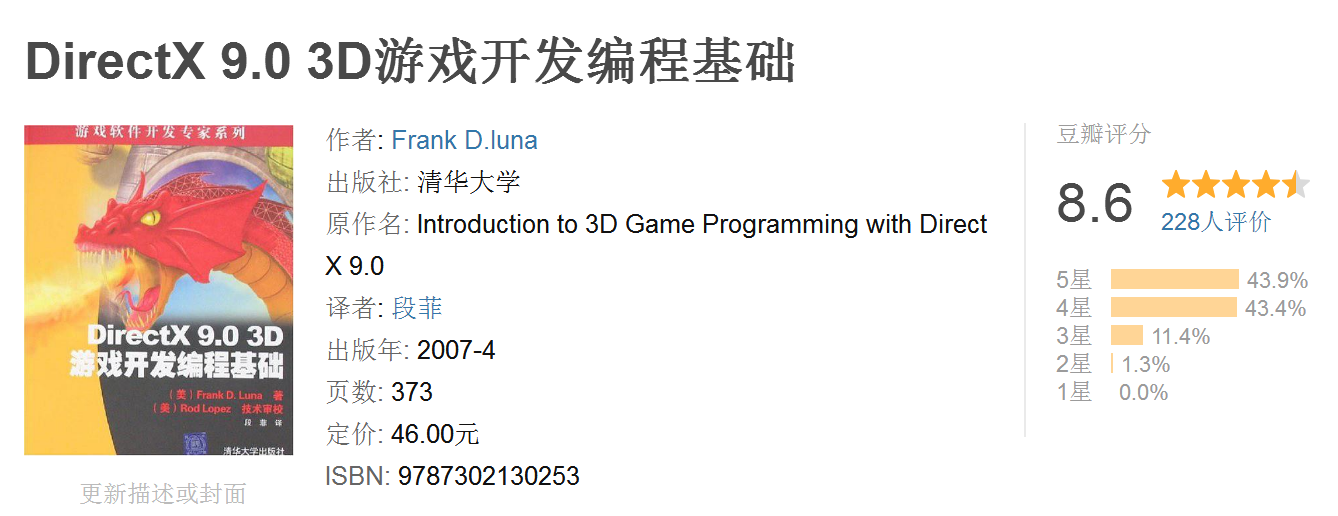 DirectX 9.0 3D游戏开发编程基础
游戏软件开发专家系列
DirectX 9.0 3D
游戏开发编程基础
（美）Frank D. Luna 著
（美）Rod Lopez 技术审校
段菲 译
清华大学出版社
更新描述或封面
作者: Frank D.luna
出版社: 清华大学
原作名: Introduction to 3D Game Programming with Direct
X 9.0
译者: 段菲
出版年: 2007-4
页数: 373
定价: 46.00元
ISBN: 9787302130253
豆瓣评分
8.6
228人评价
5星 43.9%
4星 43.4%
3星 11.4%
2星 1.3%
1星 0.0%